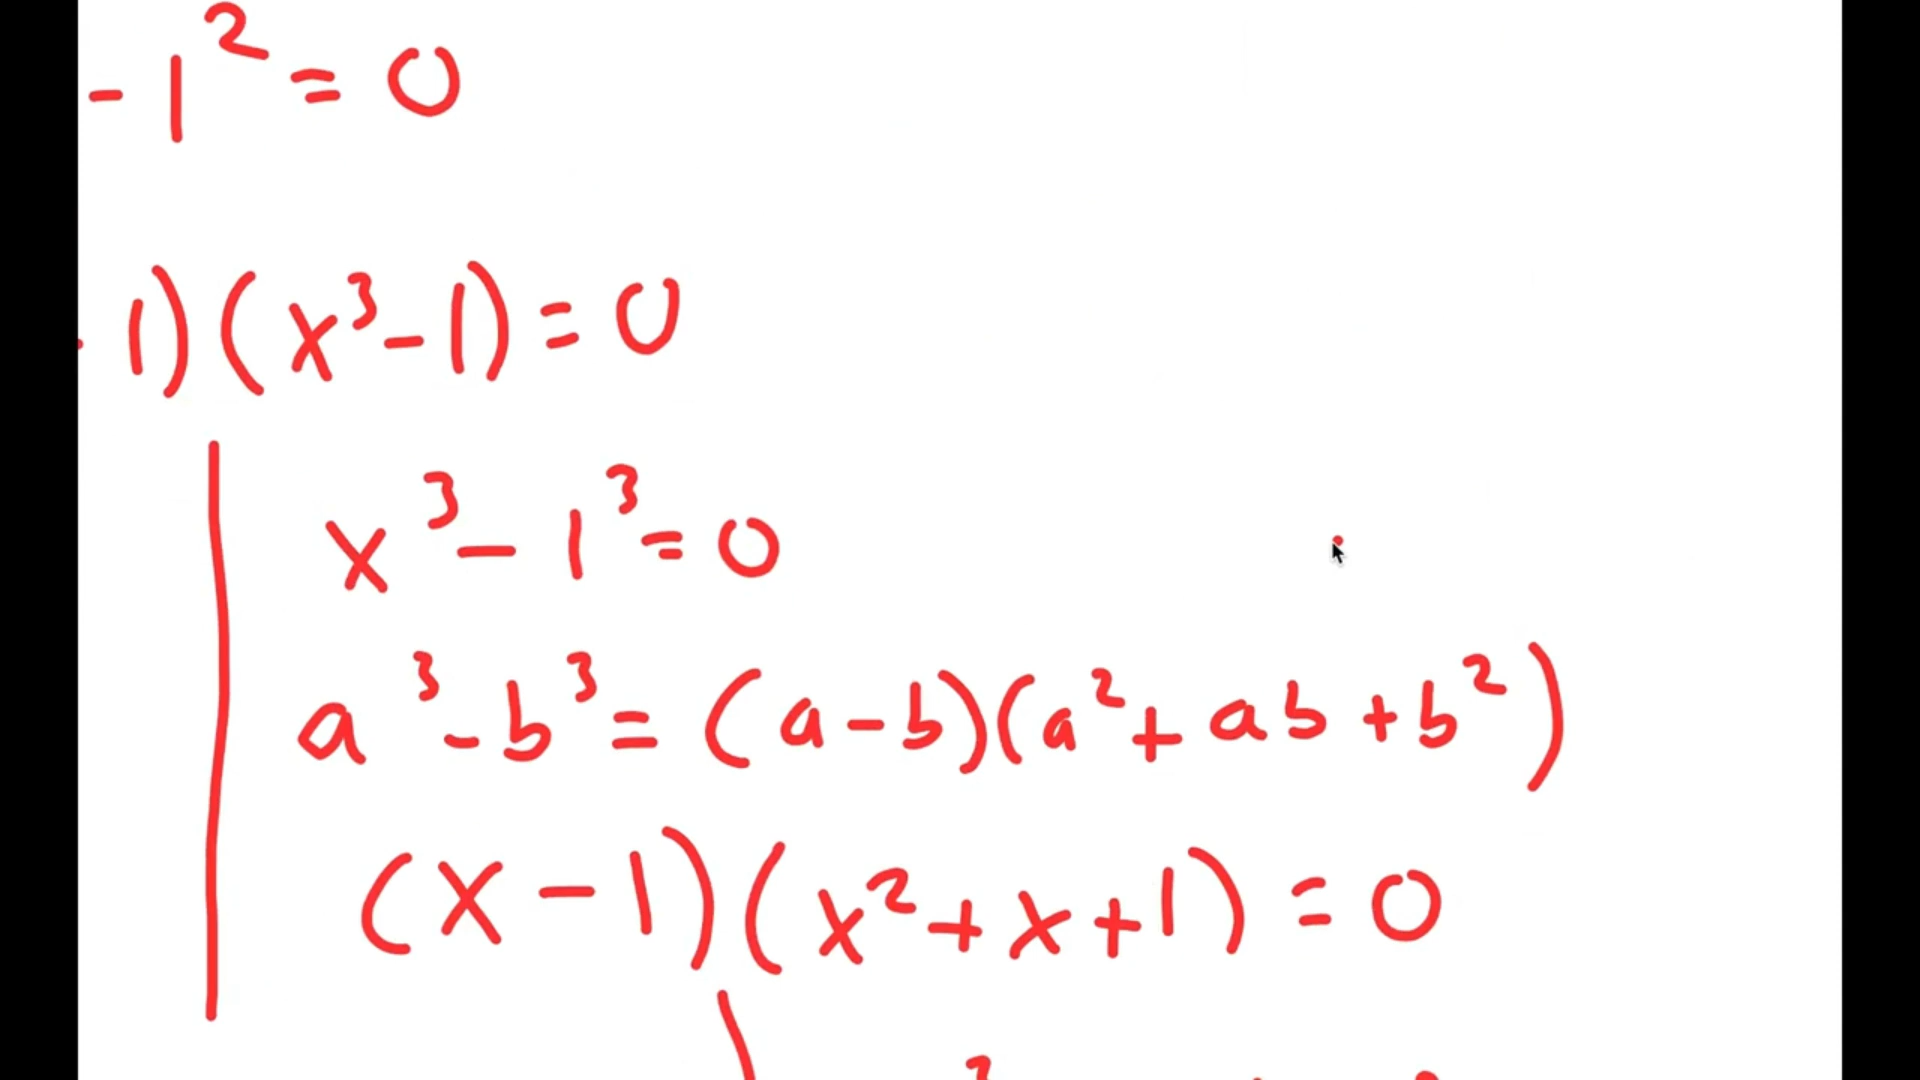 - 1² = 0
1)(x³-1)=0
x³ - 1³ = 0
a³-b³ = (a-b)(a²+ab+b²)
(x-1)(x²+x+1) = 0